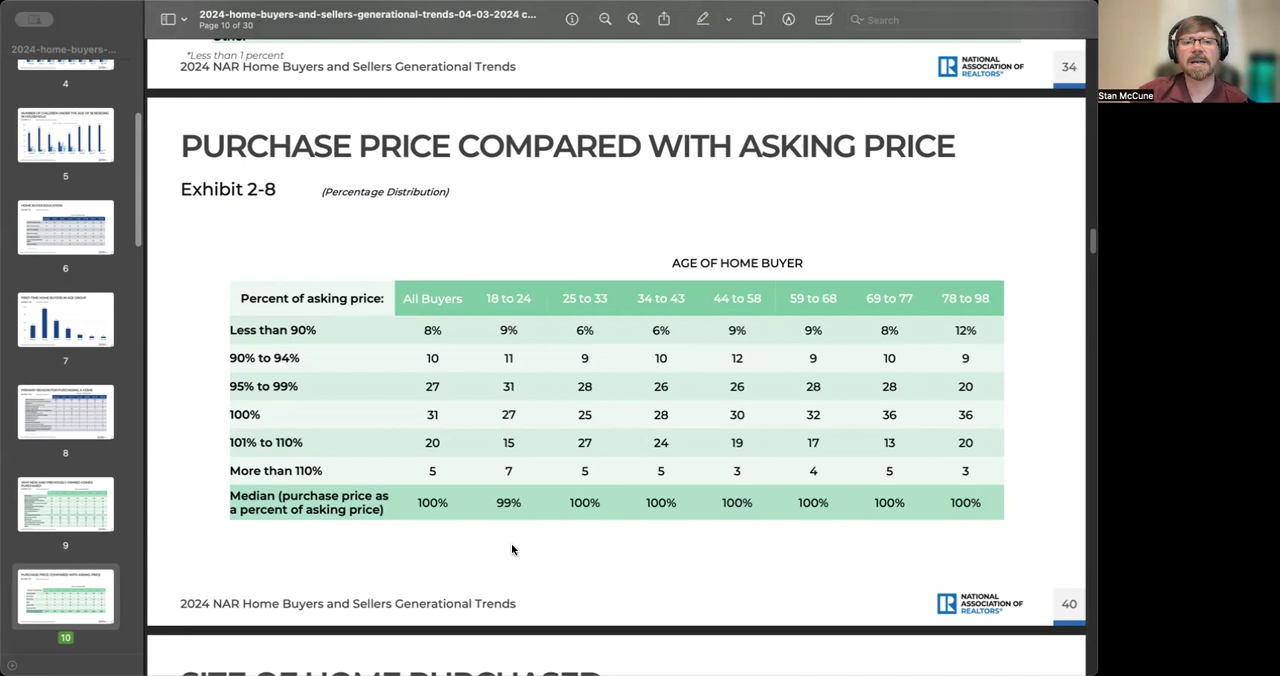 2024-home-buyers-and-sellers-generational-trends-04-03-2024 c...
Page 10 of 30
Search
2024-home-buyers-...
4
5
6
7
8
9
10
*Less than 1 percent
2024 NAR Home Buyers and Sellers Generational Trends
NATIONAL
ASSOCIATION OF
REALTORS®
34
PURCHASE PRICE COMPARED WITH ASKING PRICE
Exhibit 2-8 (Percentage Distribution)
AGE OF HOME BUYER
Percent of asking price: All Buyers 18 to 24 25 to 33 34 to 43 44 to 58 59 to 68 69 to 77 78 to 98
Less than 90% 8% 9% 6% 6% 9% 9% 8% 12%
90% to 94% 10 11 9 10 12 9 10 9
95% to 99% 27 31 28 26 26 28 28 20
100% 31 27 25 28 30 32 36 36
101% to 110% 20 15 27 24 19 17 13 20
More than 110% 5 7 5 5 3 4 5 3
Median (purchase price as
a percent of asking price) 100% 99% 100% 100% 100% 100% 100% 100%
2024 NAR Home Buyers and Sellers Generational Trends
NATIONAL
ASSOCIATION OF
REALTORS®
40
Stan McCune